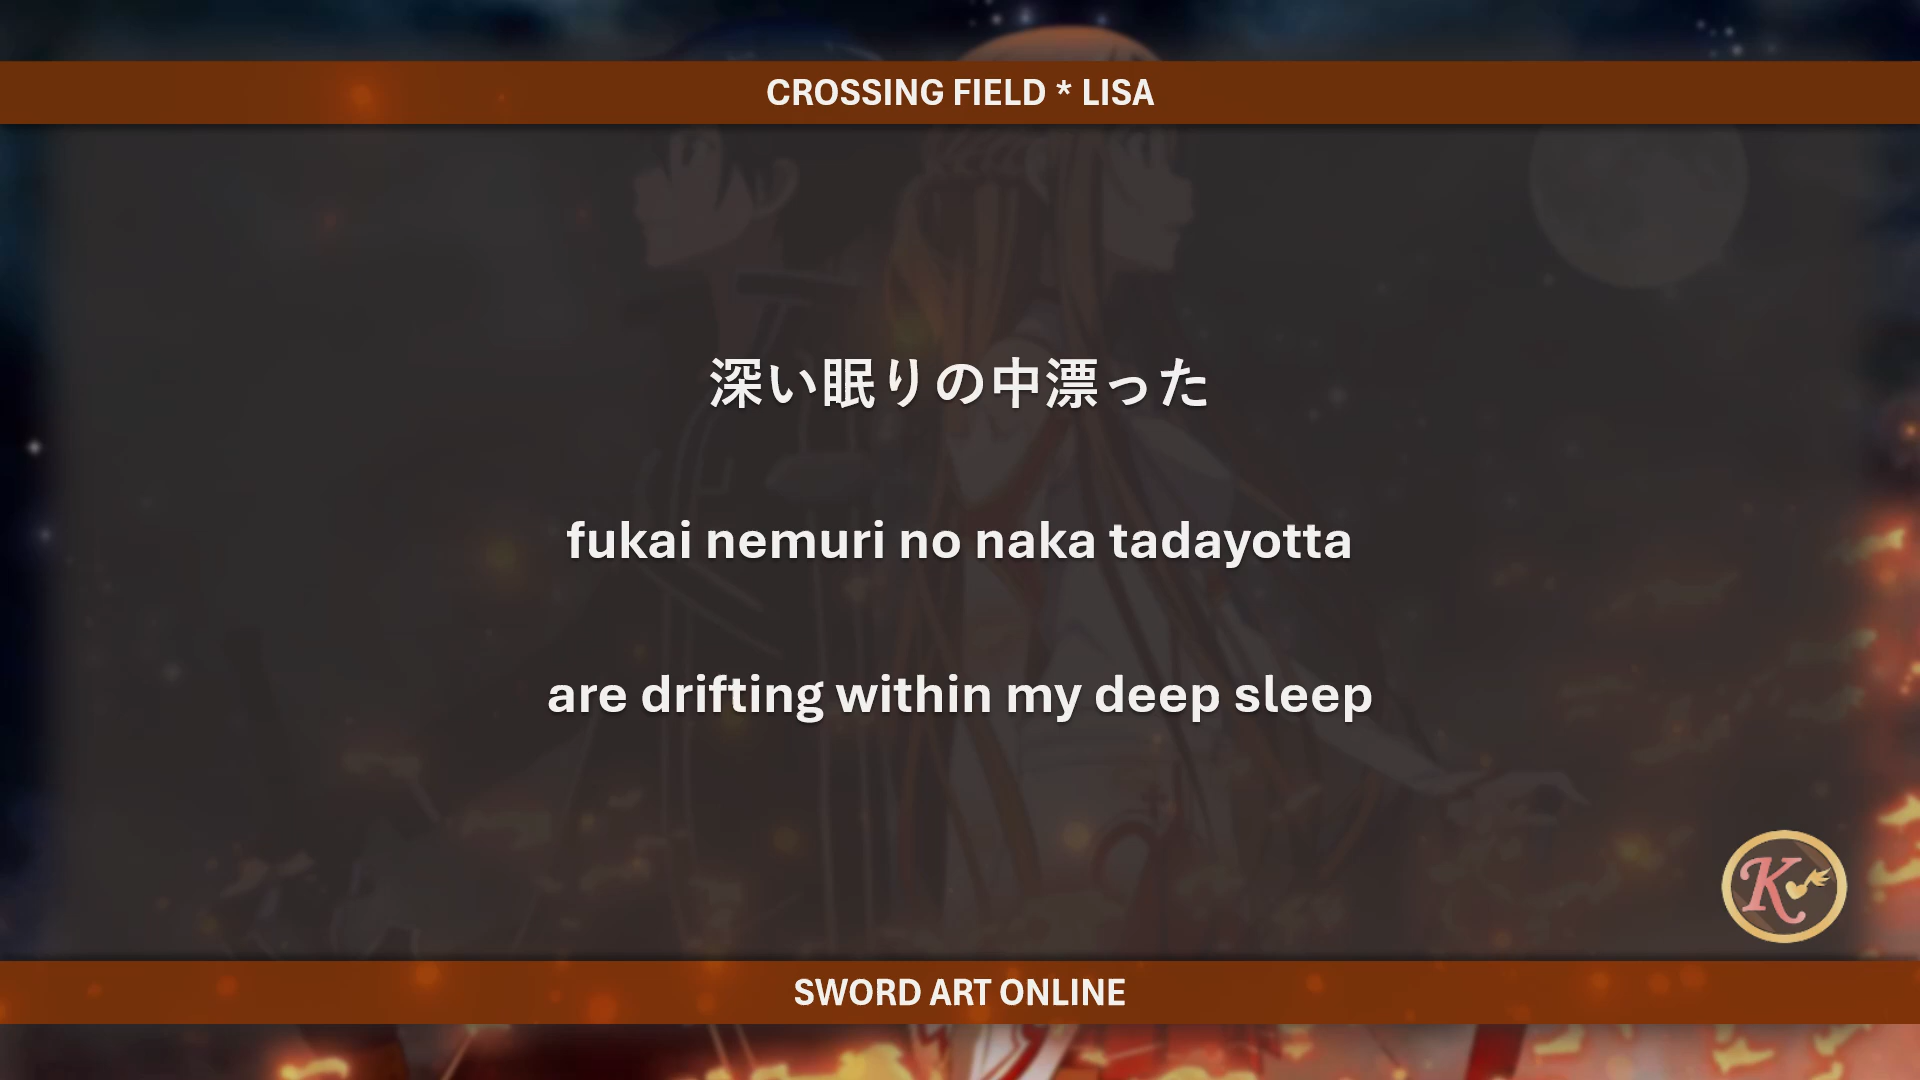 CROSSING FIELD * LISA
深い眠りの中漂った
fukai nemuri no naka tadayotta
are drifting within my deep sleep
K
SWORD ART ONLINE